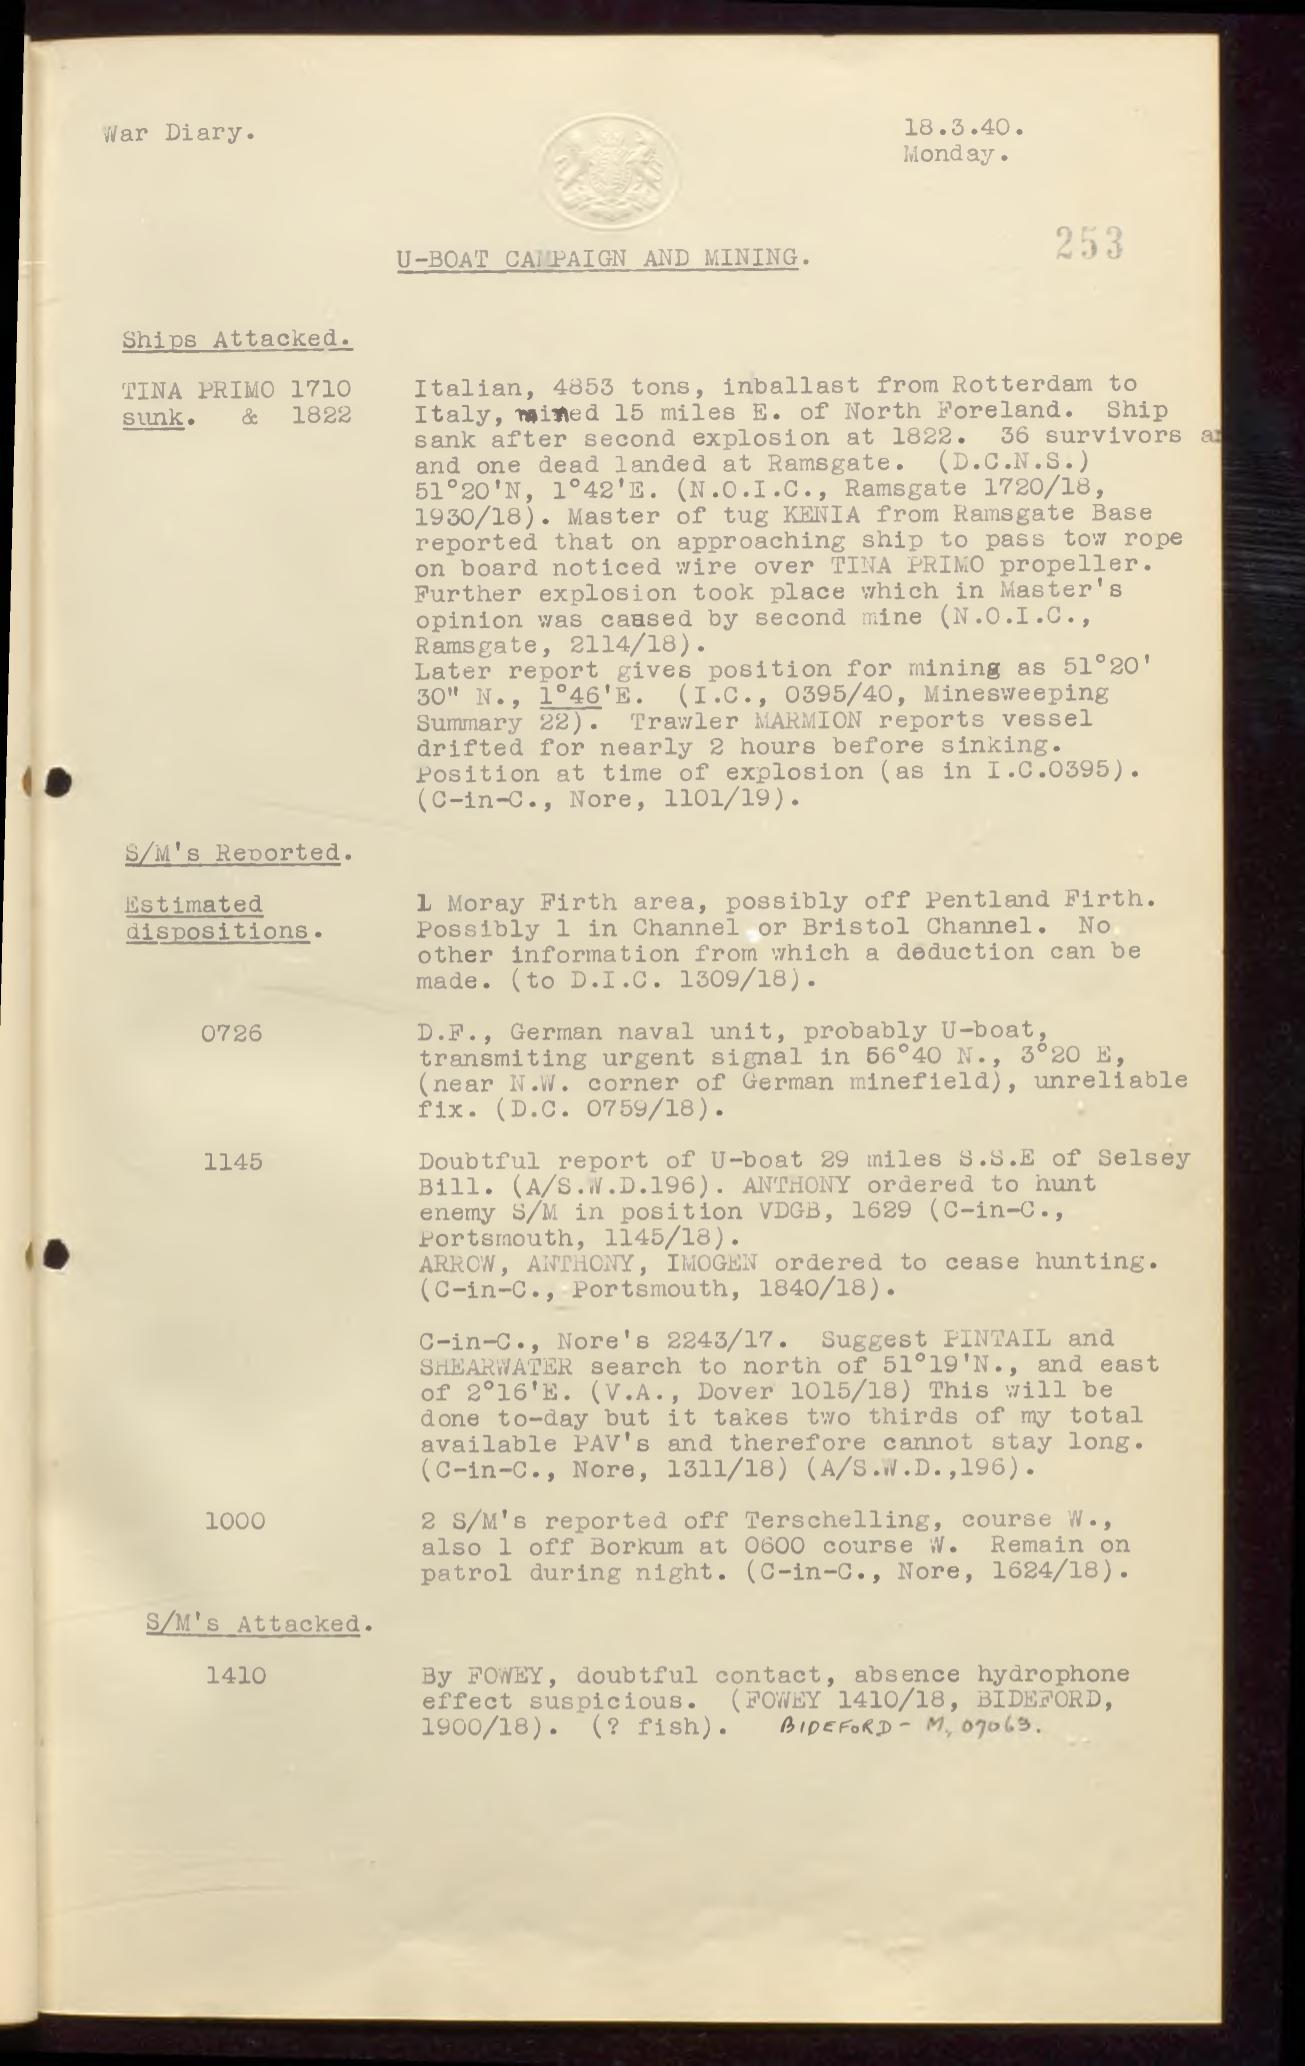 War Diary.
18.3.40.
Monday.
253
U-BOAT CAMPAIGN AND MINING.
Ships Attacked.
TINA PRIMO 1710
sunk. & 1822
Italian, 4853 tons, inballast from Rotterdam to
Italy, mined 15 miles E. of North Foreland. Ship
sank after second explosion at 1822. 36 survivors
and one dead landed at Ramsgate. (D.C.N.S.)
51°20'N, 1°42'E. (N.O.I.C., Ramsgate 1720/18,
1930/18). Master of tug KENIA from Ramsgate Base
reported that on approaching ship to pass tow rope
on board noticed wire over TINA PRIMO propeller.
Further explosion took place which in Master's
opinion was caused by second mine (N.O.I.C.,
Ramsgate, 2114/18).
Later report gives position for mining as 51°20'
30" N., 1°46'E. (I.C., 0395/40, Minesweeping
Summary 22). Trawler MARMION reports vessel
drifted for nearly 2 hours before sinking.
Position at time of explosion (as in I.C.0395).
(C-in-C., Nore, 1101/19).
S/M's Reported.
Estimated
dispositions.
1 Moray Firth area, possibly off Pentland Firth.
Possibly 1 in Channel or Bristol Channel. No
other information from which a deduction can be
made. (to D.I.C. 1309/18).
0726
D.F., German naval unit, probably U-boat,
transmiting urgent signal in 56°40 N., 3°20 E,
(near N.W. corner of German minefield), unreliable
fix. (D.C. 0759/18).
1145
Doubtful report of U-boat 29 miles S.S.E of Selsey
Bill. (A/S.W.D.196). ANTHONY ordered to hunt
enemy S/M in position VDGB, 1629 (C-in-C.,
Portsmouth, 1145/18).
ARROW, ANTHONY, IMOGEN ordered to cease hunting.
(C-in-C., Portsmouth, 1840/18).
C-in-C., Nore's 2243/17. Suggest PINTAIL and
SHEARWATER search to north of 51°19'N., and east
of 2°16'E. (V.A., Dover 1015/18) This will be
done to-day but it takes two thirds of my total
available PAV's and therefore cannot stay long.
(C-in-C., Nore, 1311/18) (A/S.W.D.,196).
1000
2 S/M's reported off Terschelling, course W.,
also 1 off Borkum at 0600 course W. Remain on
patrol during night. (C-in-C., Nore, 1624/18).
S/M's Attacked.
1410
By FOWEY, doubtful contact, absence hydrophone
effect suspicious. (FOWEY 1410/18, BIDEFORD,
1900/18). (? fish). BIDEFORD - M. 07063.